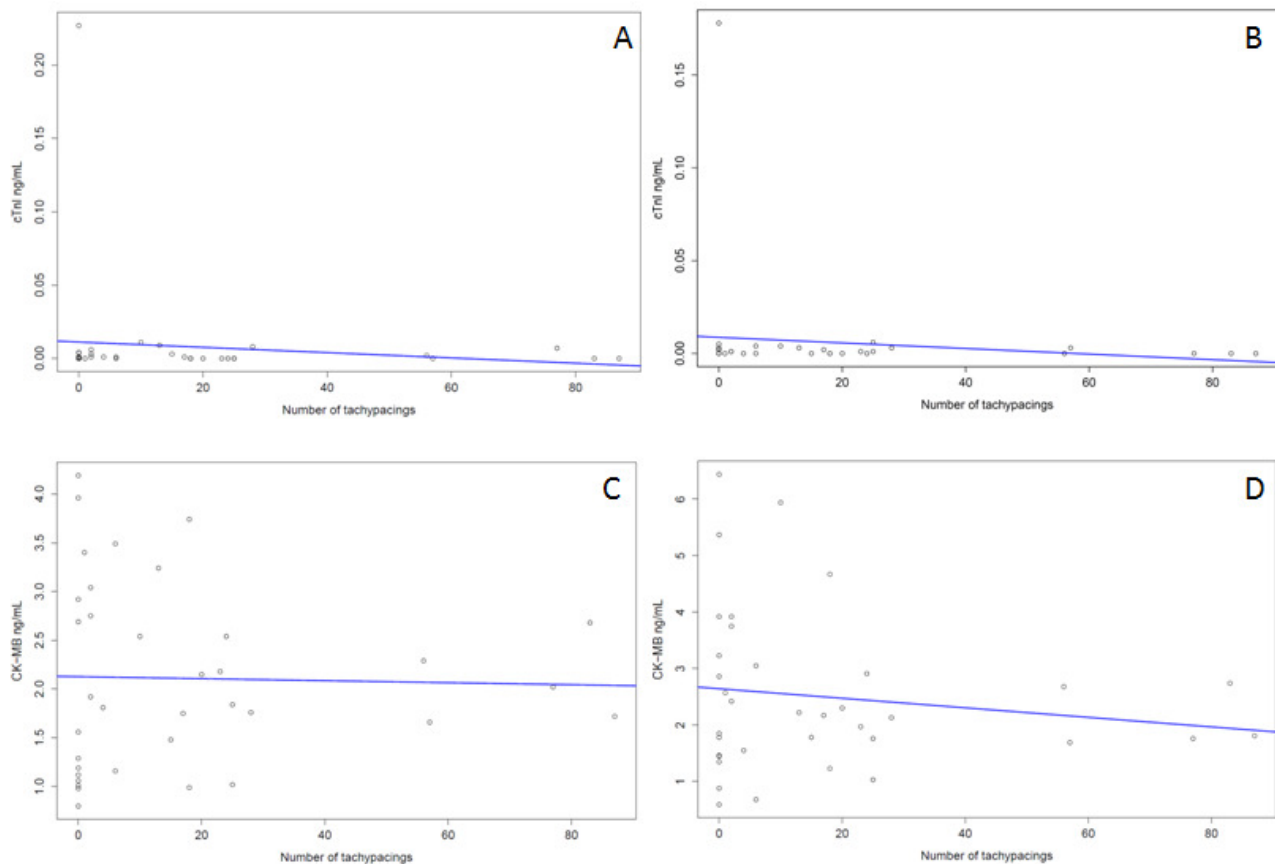 A
cTnI ng/mL
0.20
0.15
0.10
0.05
0.00
0 20 40 60 80
Number of tachypacings
B
cTnI ng/mL
0.15
0.10
0.05
0.00
0 20 40 60 80
Number of tachypacings
C
CK-MB ng/mL
4.0
3.5
3.0
2.5
2.0
1.5
1.0
0 20 40 60 80
Number of tachypacings
D
CK-MB ng/mL
6
5
4
3
2
1
0 20 40 60 80
Number of tachypacings